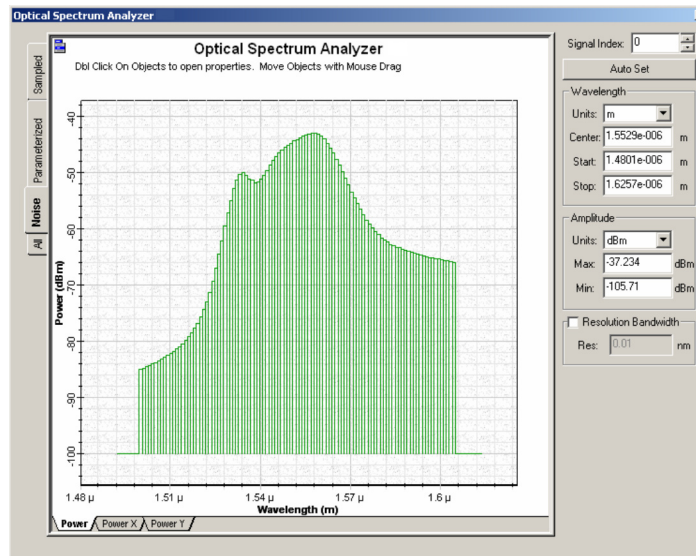 Optical Spectrum Analyzer
Optical Spectrum Analyzer
Dbl Click On Objects to open properties. Move Objects with Mouse Drag
Sampled
Parameterized
Noise
All
Power (dBm)
-40
-50
-60
-70
-80
-90
-100
1.48 µ
1.51 µ
1.54 µ
1.57 µ
1.6 µ
Wavelength (m)
Power
Power X
Power Y
Signal Index: 0
Auto Set
Wavelength
Units: m
Center: 1.5529e-006 m
Start: 1.4801e-006 m
Stop: 1.6257e-006 m
Amplitude
Units: dBm
Max: -37.234 dBm
Min: -105.71 dBm
Resolution Bandwidth
Res: 0.01 nm